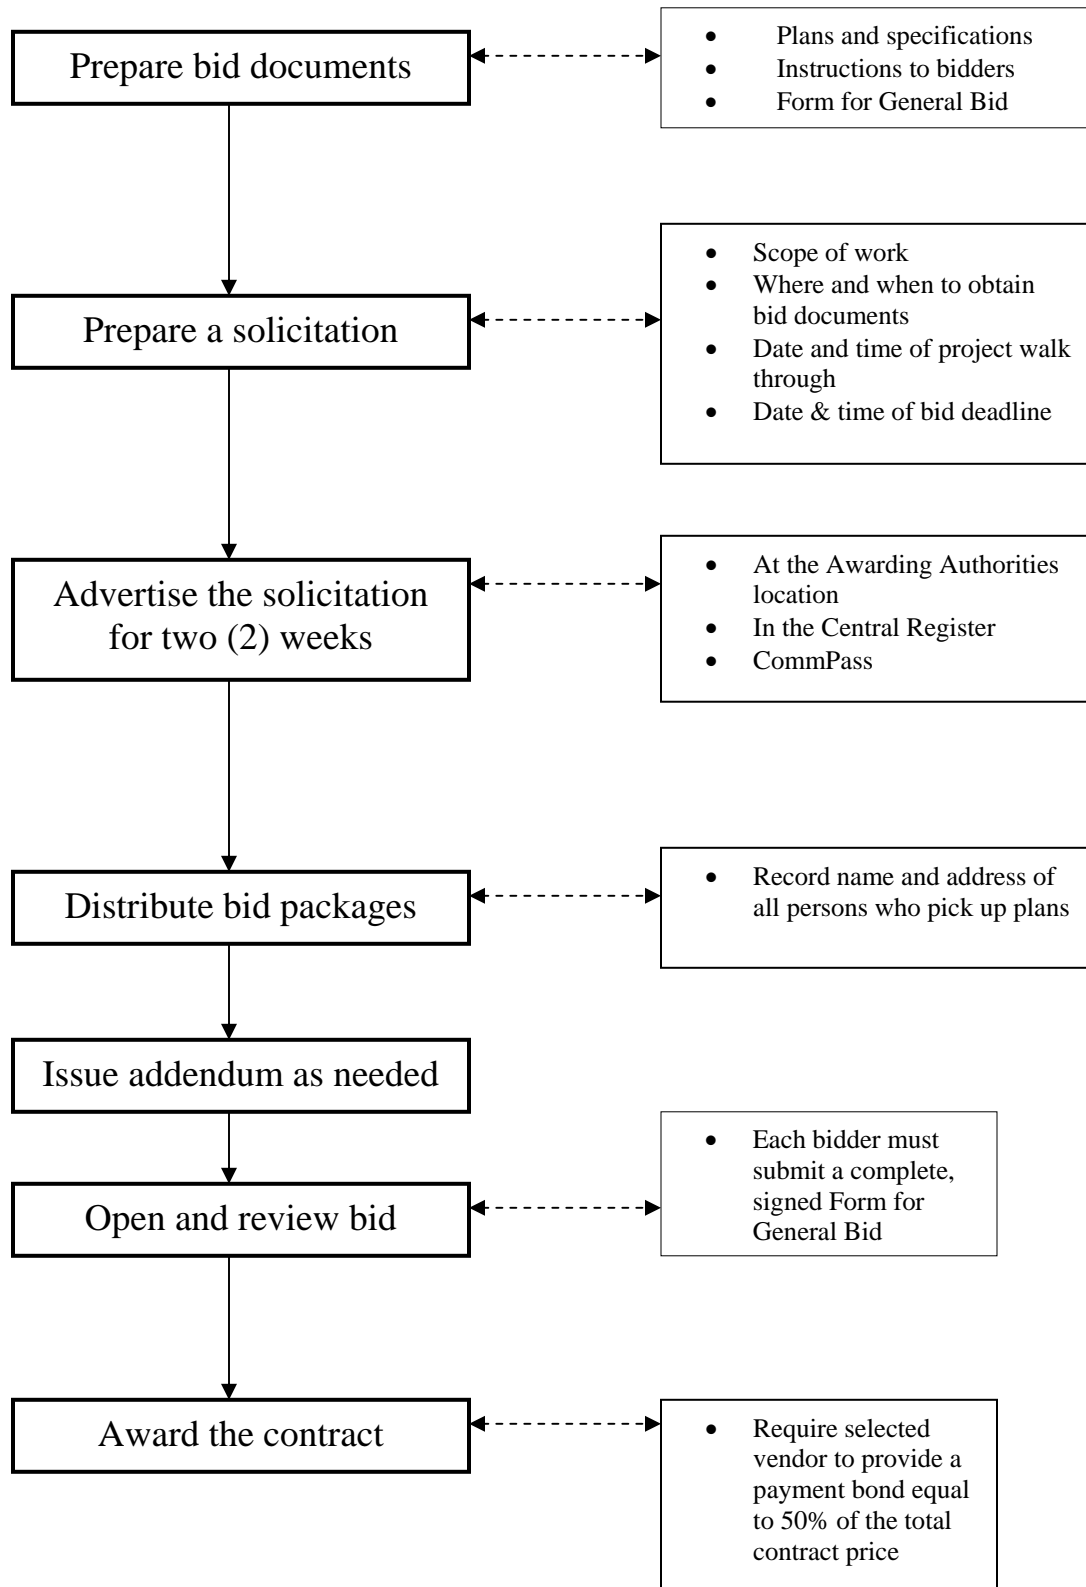 Prepare bid documents
• Plans and specifications
• Instructions to bidders
• Form for General Bid
Prepare a solicitation
• Scope of work
• Where and when to obtain
bid documents
• Date and time of project walk
through
• Date & time of bid deadline
Advertise the solicitation
for two (2) weeks
• At the Awarding Authorities
location
• In the Central Register
• CommPass
Distribute bid packages
• Record name and address of
all persons who pick up plans
Issue addendum as needed
Open and review bid
• Each bidder must
submit a complete,
signed Form for
General Bid
Award the contract
• Require selected
vendor to provide a
payment bond equal
to 50% of the total
contract price